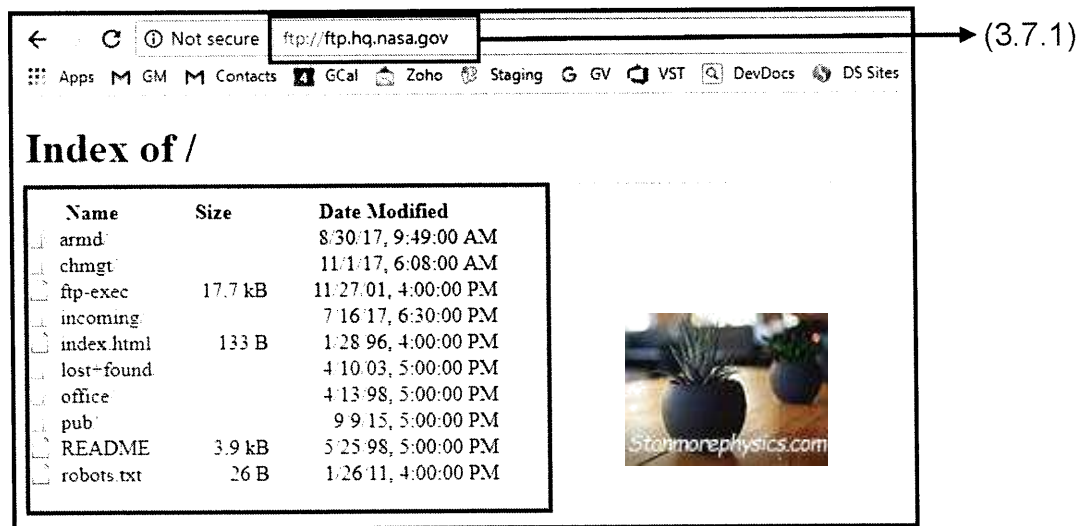 Not secure ftp://ftp.hq.nasa.gov (3.7.1)
Apps GM Contacts 4 GCal Zoho Staging GV VST DevDocs DS Sites
Index of /
Name Size Date Modified
armd/ 8/30/17, 9:49:00 AM
chmgt/ 11/1/17, 6:08:00 AM
ftp-exec 17.7 kB 11/27/01, 4:00:00 PM
incoming/ 7/16/17, 6:30:00 PM
index.html 133 B 1/28/96, 4:00:00 PM
lost+found/ 4/10/03, 5:00:00 PM
office/ 4/13/98, 5:00:00 PM
pub/ 9/9/15, 5:00:00 PM
README 3.9 kB 5/25/98, 5:00:00 PM
robots.txt 26 B 1/26/11, 4:00:00 PM
Stanmorephysics.com